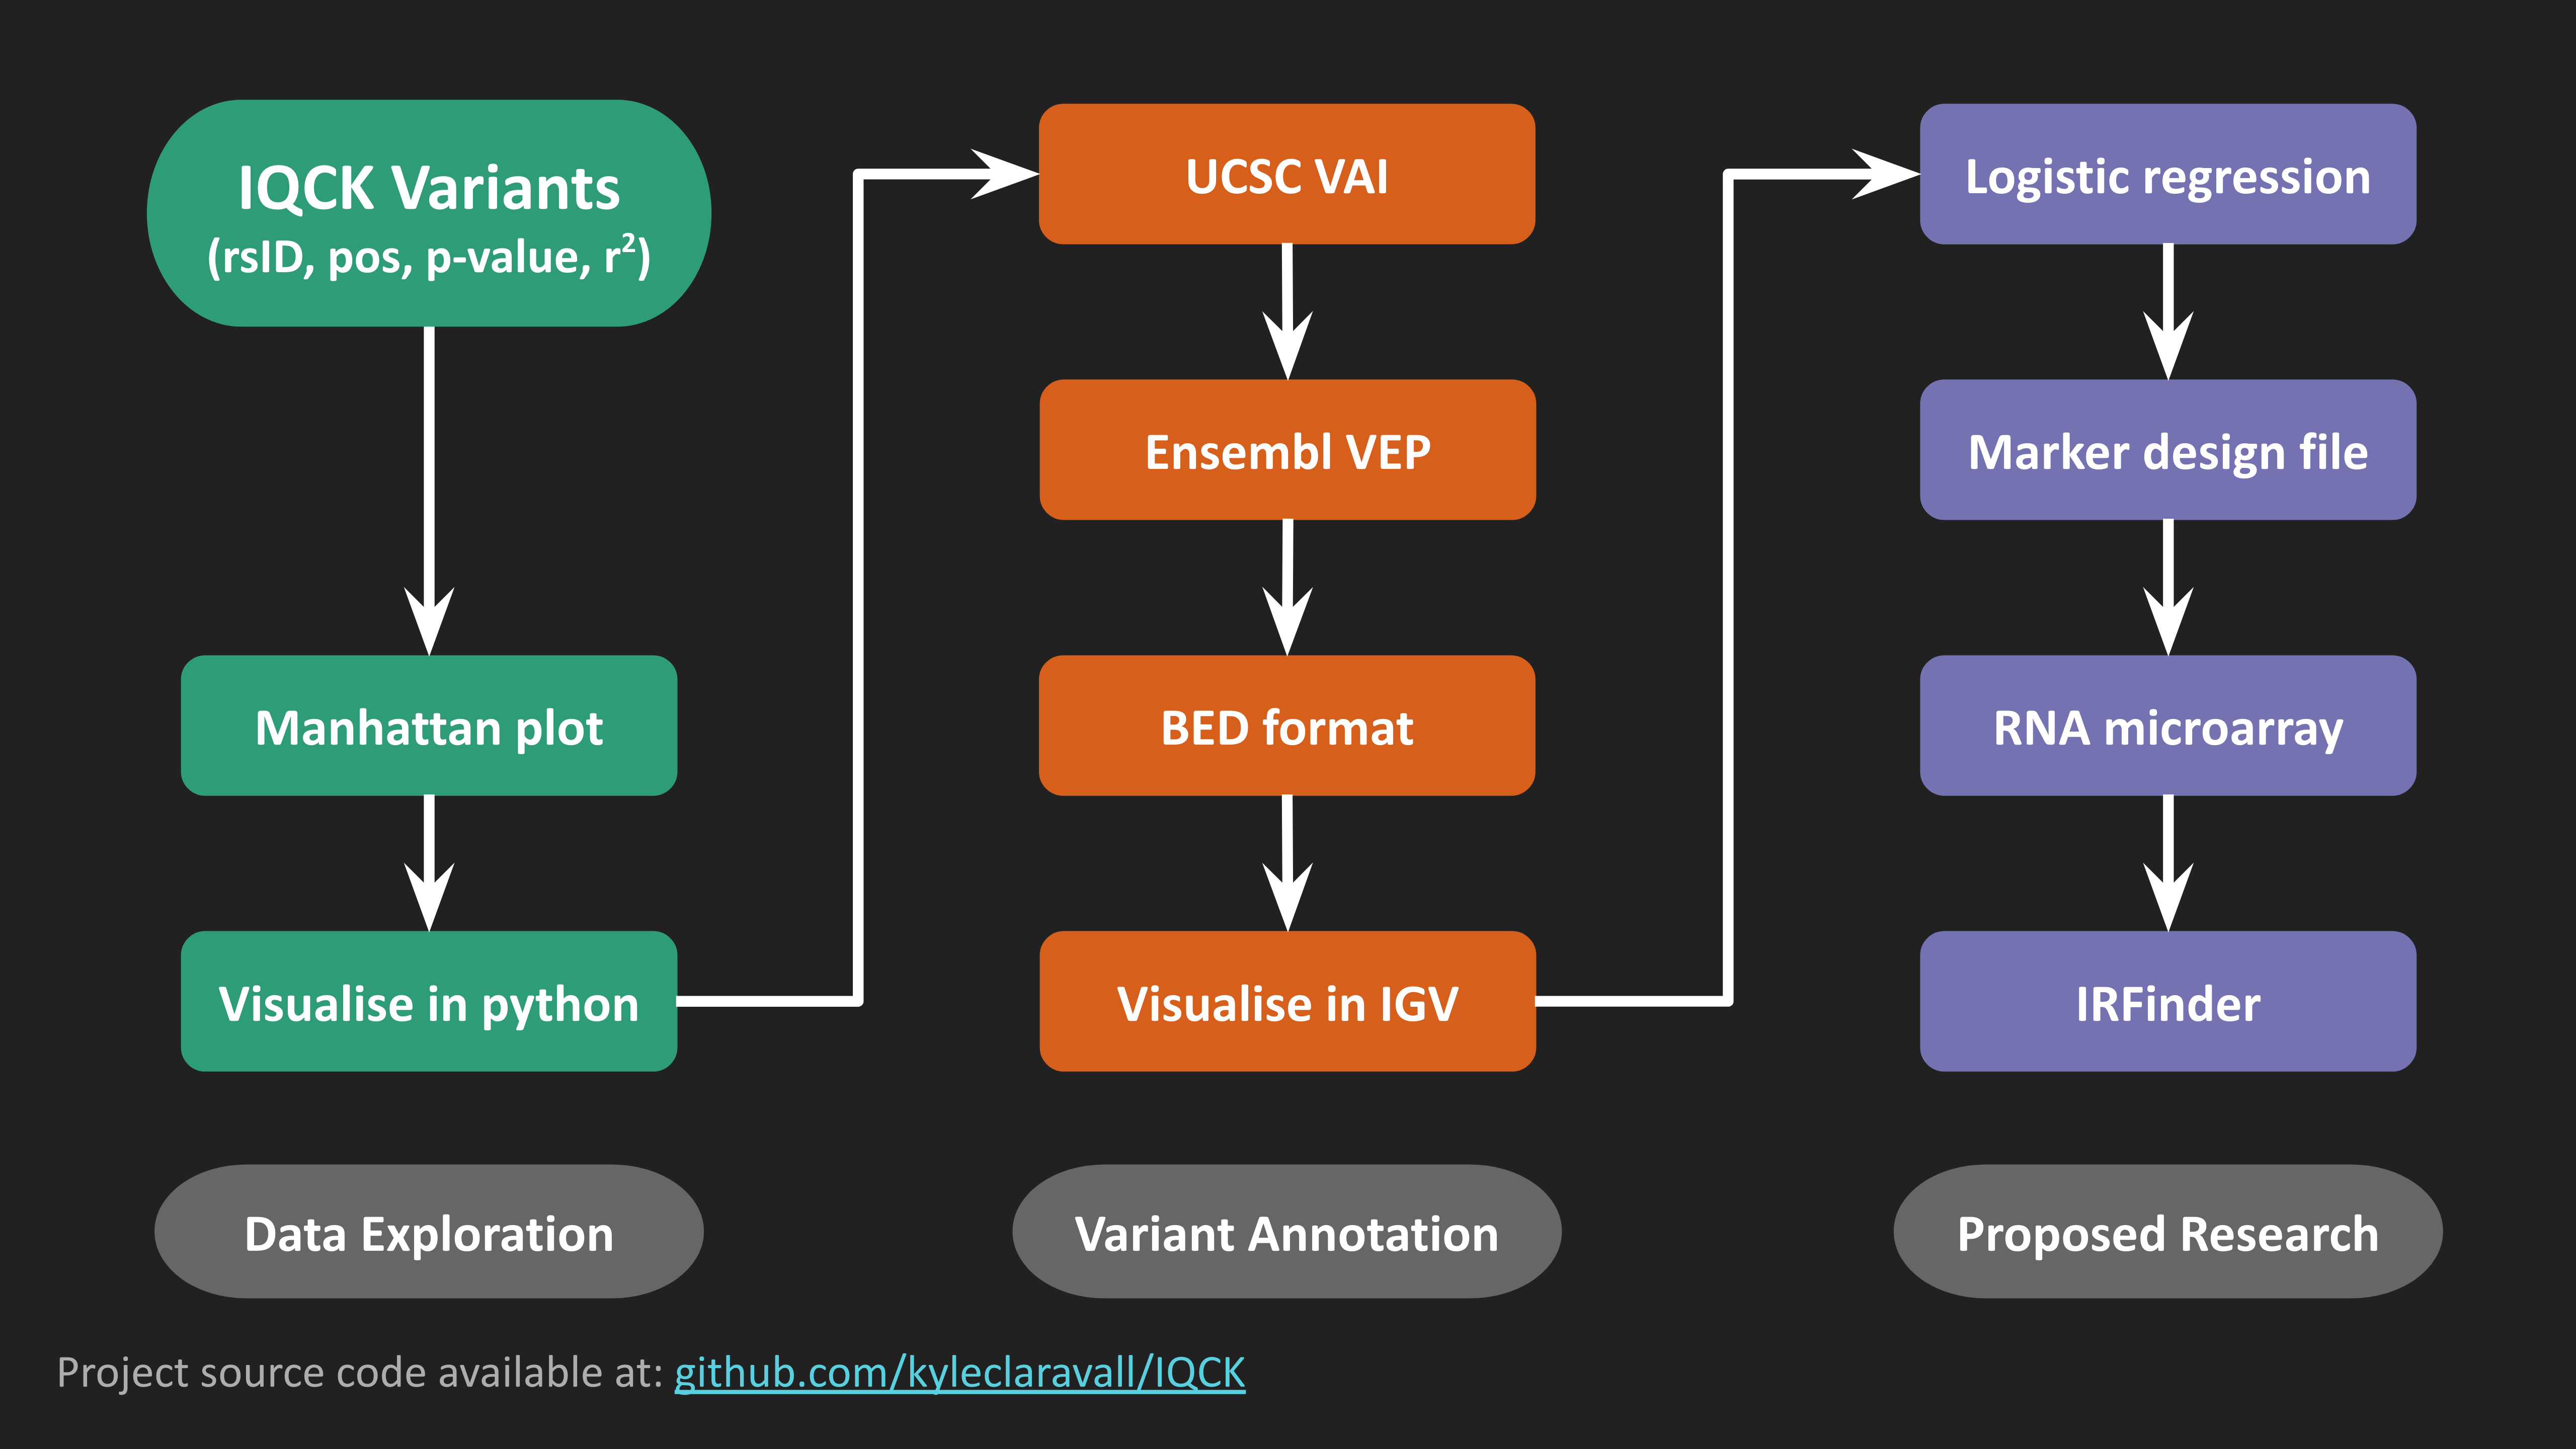 IQCK Variants
(rsID, pos, p-value, r²)
Manhattan plot
Visualise in python
Data Exploration
UCSC VAI
Ensembl VEP
BED format
Visualise in IGV
Variant Annotation
Logistic regression
Marker design file
RNA microarray
IRFinder
Proposed Research
Project source code available at: github.com/kyleclaravall/IQCK